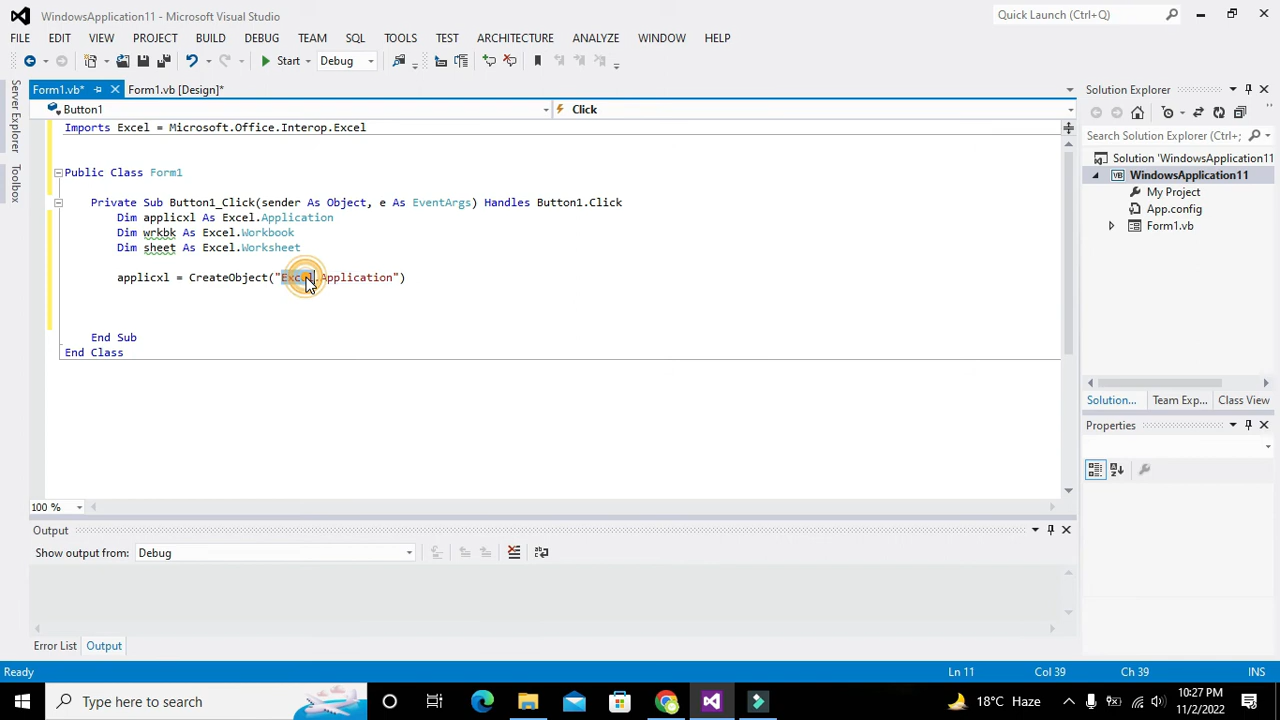 WindowsApplication11 - Microsoft Visual Studio
Quick Launch (Ctrl+Q)
FILE EDIT VIEW PROJECT BUILD DEBUG TEAM SQL TOOLS TEST ARCHITECTURE ANALYZE WINDOW HELP
Start Debug
Server Explorer
Toolbox
Form1.vb* Form1.vb [Design]*
Button1 Click
Imports Excel = Microsoft.Office.Interop.Excel
Public Class Form1
Private Sub Button1_Click(sender As Object, e As EventArgs) Handles Button1.Click
Dim applicxl As Excel.Application
Dim wrkbk As Excel.Workbook
Dim sheet As Excel.Worksheet
applicxl = CreateObject("Excel.Application")
End Sub
End Class
100 %
Solution Explorer
Search Solution Explorer (Ctrl+;
Solution 'WindowsApplication11
WindowsApplication11
My Project
App.config
Form1.vb
Solution... Team Exp... Class View
Properties
Output
Show output from: Debug
Error List Output
Ready Ln 11 Col 39 Ch 39 INS
Type here to search
18°C Haze
10:27 PM
11/2/2022